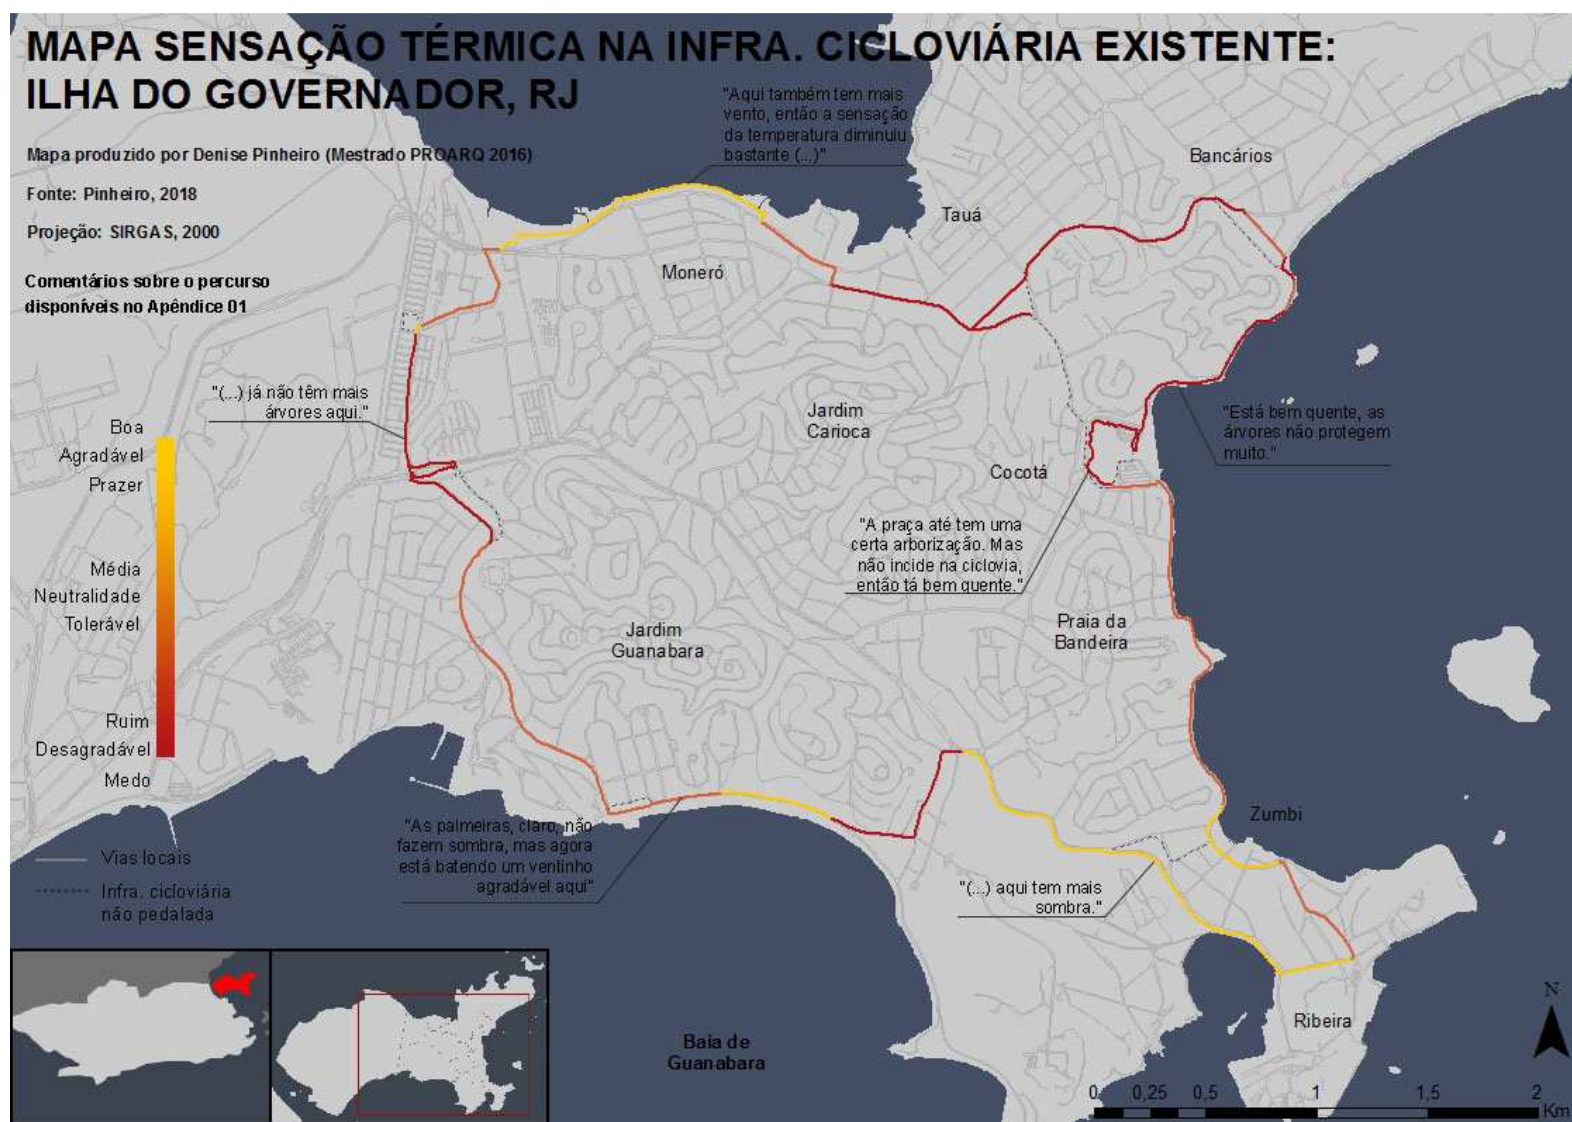 MAPA SENSAÇÃO TÉRMICA NA INFRA. CICLOVIÁRIA EXISTENTE:
ILHA DO GOVERNADOR, RJ
Mapa produzido por Denise Pinheiro (Mestrado PROARQ 2016)
Fonte: Pinheiro, 2018
Projeção: SIRGAS, 2000
Comentários sobre o percurso
disponíveis no Apêndice 01
"Aqui também tem mais
vento, então a sensação
da temperatura diminuiu
bastante (...)"
Bancários
Tauá
Moneró
"(...) já não têm mais
árvores aqui."
Jardim
Carioca
"Está bem quente, as
árvores não protegem
muito."
Cocotá
"A praça até tem uma
certa arborização. Mas
não incide na ciclovia,
então tá bem quente."
Boa
Agradável
Prazer
Média
Neutralidade
Tolerável
Ruim
Desagradável
Medo
Jardim
Guanabara
Praia da
Bandeira
Zumbi
"As palmeiras, claro, não
fazem sombra, mas agora
está batendo um ventinho
agradável aqui"
"(...) aqui tem mais
sombra."
Vias locais
Infra. cicloviária
não pedalada
Ribeira
Baia de
Guanabara
N
0 0,25 0,5 1 1,5 2
Km